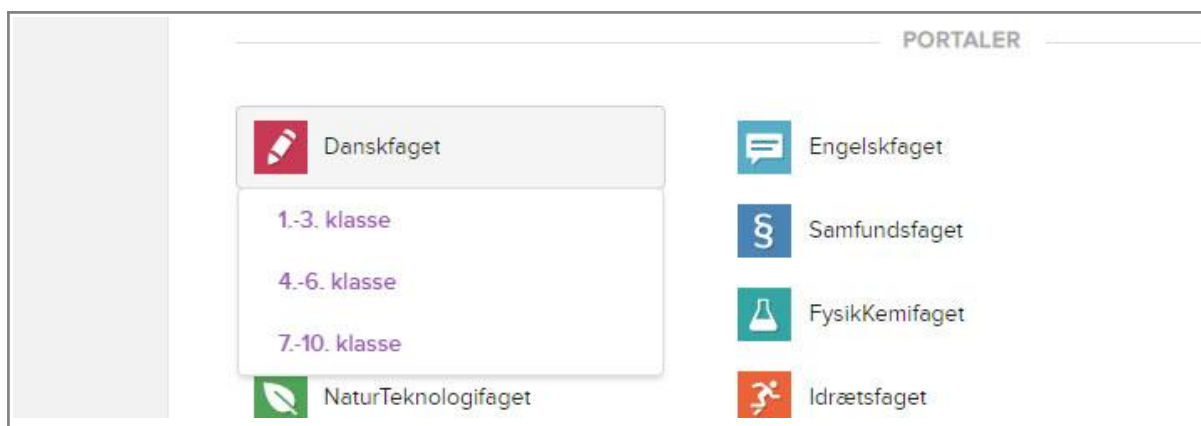 PORTALER
Danskfaget
1.-3. klasse
4.-6. klasse
7.-10. klasse
NaturTeknologifaget
Engelskfaget
§ Samfundsfaget
FysikKemifaget
Idrætsfaget